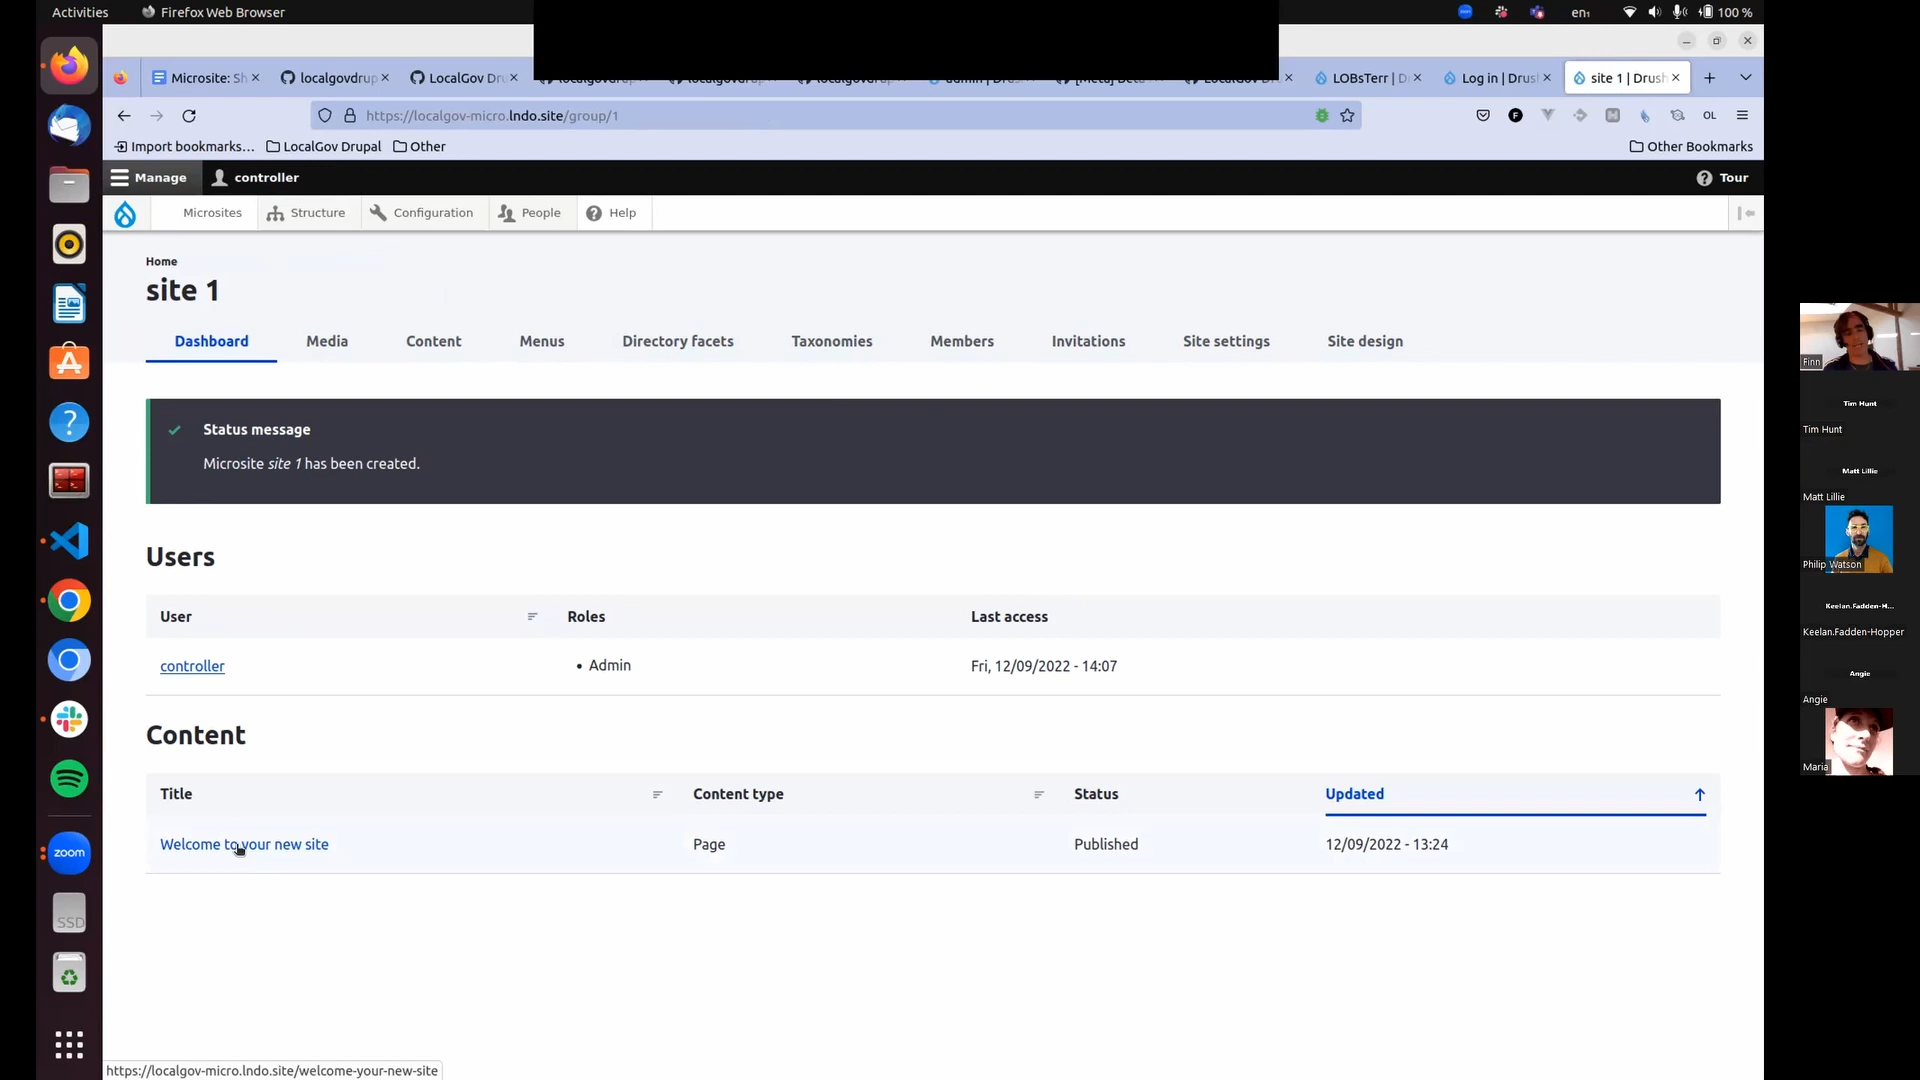 Activities
Firefox Web Browser
en₁
100 %
Microsite: Sh
localgovdrup
LocalGov Dr
LOBsTerr | D
Log in | Drus
site 1 | Drush
https://localgov-micro.lndo.site/group/1
OL
Import bookmarks...
LocalGov Drupal
Other
Other Bookmarks
Manage
controller
Tour
Microsites
Structure
Configuration
People
Help
Home
site 1
Dashboard
Media
Content
Menus
Directory facets
Taxonomies
Members
Invitations
Site settings
Site design
Status message
Microsite site 1 has been created.
Users
User
Roles
Last access
controller
• Admin
Fri, 12/09/2022 - 14:07
Content
Title
Content type
Status
Updated
Welcome to your new site
Page
Published
12/09/2022 - 13:24
https://localgov-micro.lndo.site/welcome-your-new-site
zoom
SSD
Finn
Tim Hunt
Tim Hunt
Matt Lillie
Matt Lillie
Philip Watson
Keelan.Fadden-H...
Keelan.Fadden-Hopper
Angie
Angie
Maria